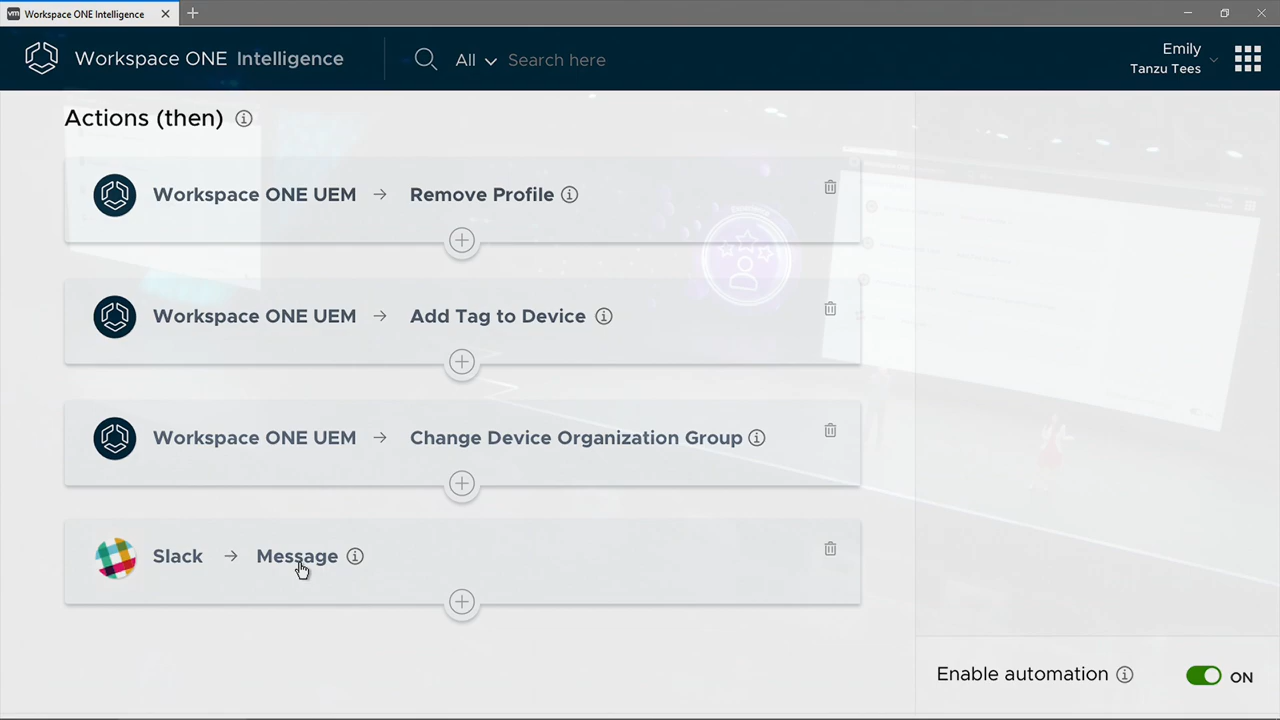 vm Workspace ONE Intelligence
Workspace ONE Intelligence
All
Search here
Emily
Tanzu Tees
Actions (then)
Workspace ONE UEM → Remove Profile
Workspace ONE UEM → Add Tag to Device
Workspace ONE UEM → Change Device Organization Group
Slack → Message
Enable automation
ON